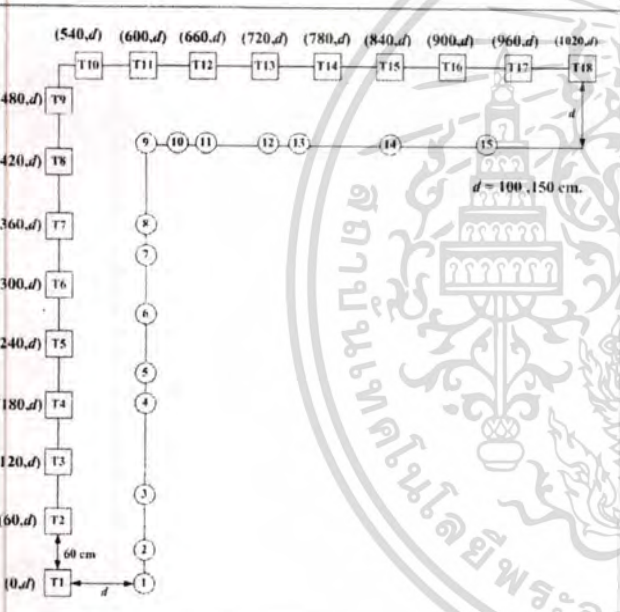 (540,d) (600,d) (660,d) (720,d) (780,d) (840,d) (900,d) (960,d) (1020,d)
T10 T11 T12 T13 T14 T15 T16 T17 T18
480,d) T9
d
9 10 11 12 13 14 15
420,d) T8
d = 100 ,150 cm.
360,d) T7
8
7
300,d) T6
6
240,d) T5
5
180,d) T4
4
120,d) T3
3
(60,d) T2
2
60 cm
(0,d) T1
d
1